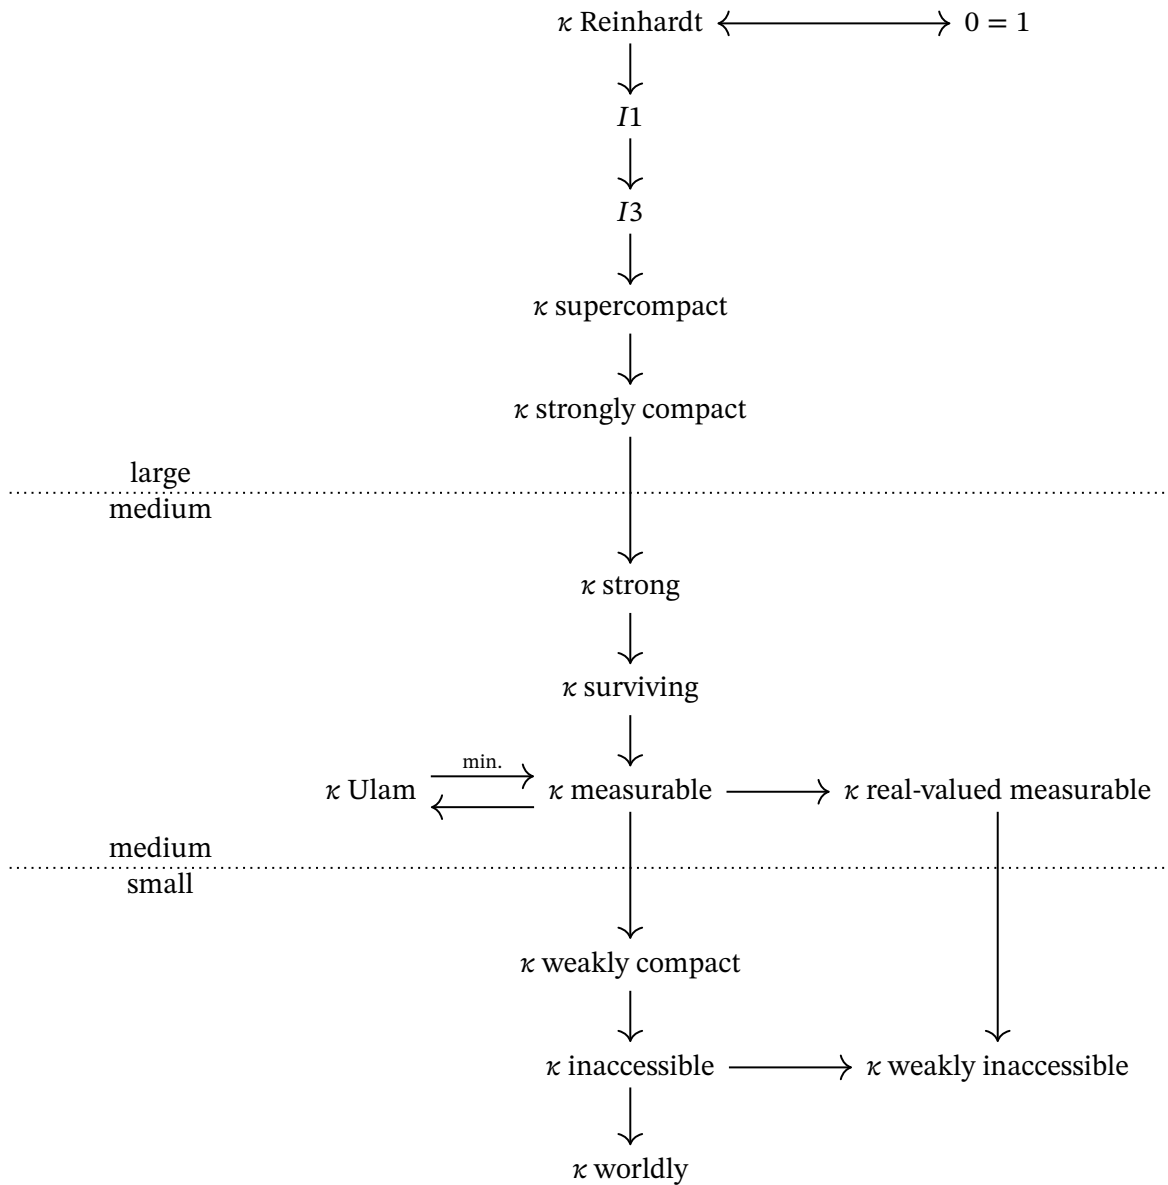 κ Reinhardt 0 = 1
I1
I3
κ supercompact
κ strongly compact
large
medium
κ strong
κ surviving
min.
κ Ulam κ measurable κ real-valued measurable
medium
small
κ weakly compact
κ inaccessible κ weakly inaccessible
κ worldly